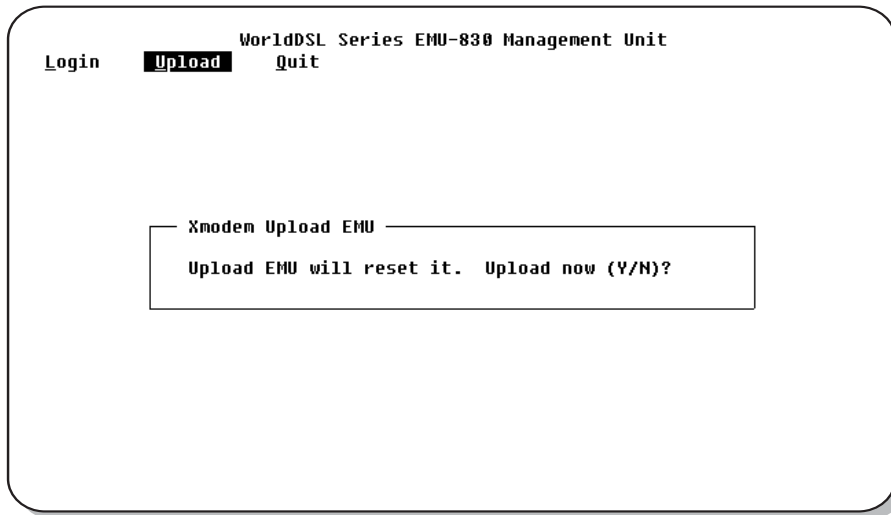 WorldDSL Series EMU-830 Management Unit
Login Upload Quit
Xmodem Upload EMU
Upload EMU will reset it. Upload now (Y/N)?